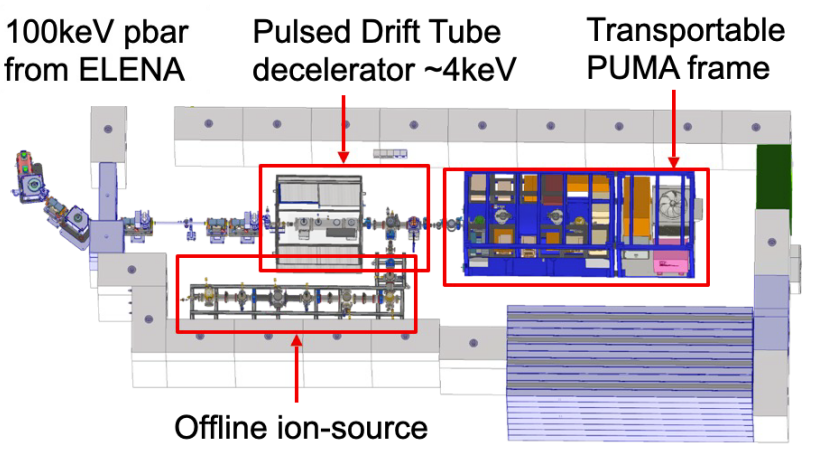 100keV pbar
from ELENA
Pulsed Drift Tube
decelerator ~4keV
Transportable
PUMA frame
Offline ion-source